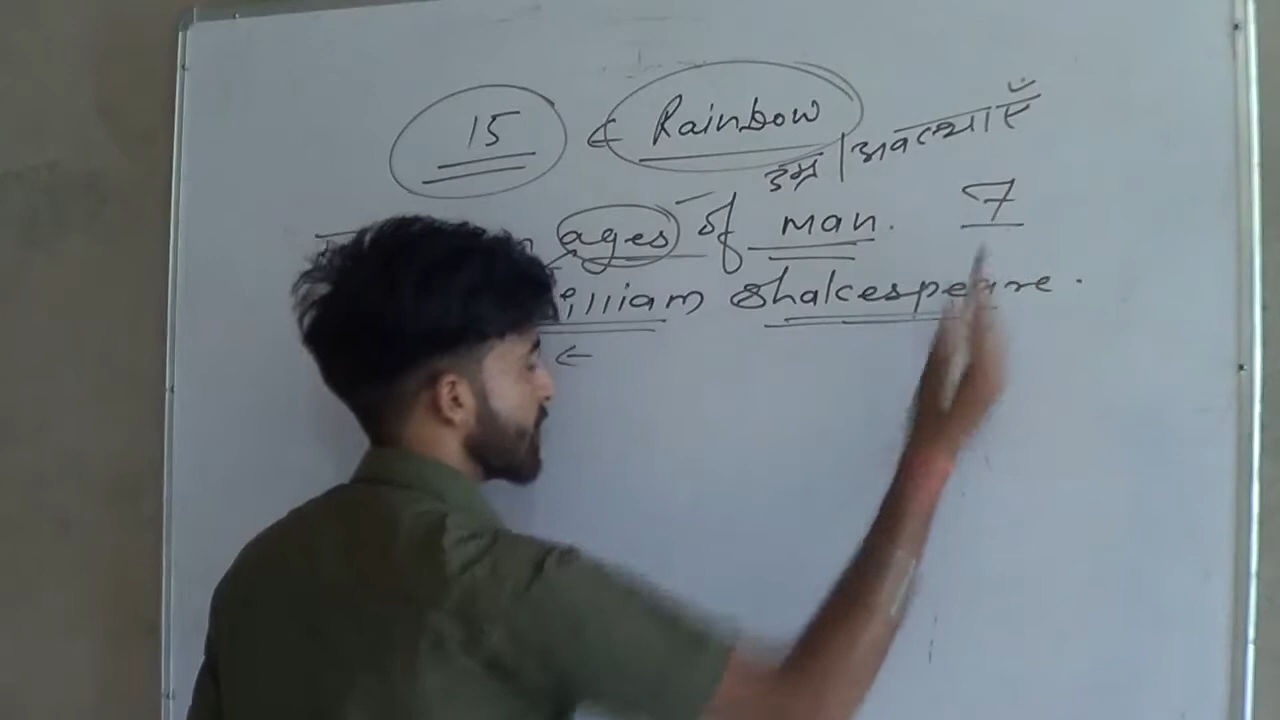 15 ← Rainbow
उम्र | अवस्थाएँ
ages of man. 7
illiam Shakespeare.
←